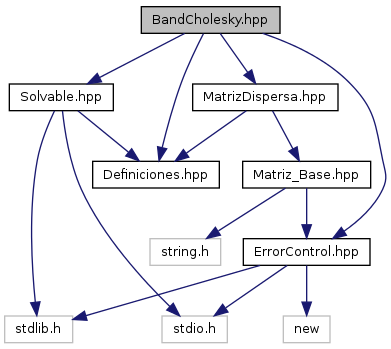 BandCholesky.hpp
Solvable.hpp
MatrizDispersa.hpp
Definiciones.hpp
Matriz_Base.hpp
string.h
ErrorControl.hpp
stdlib.h
stdio.h
new